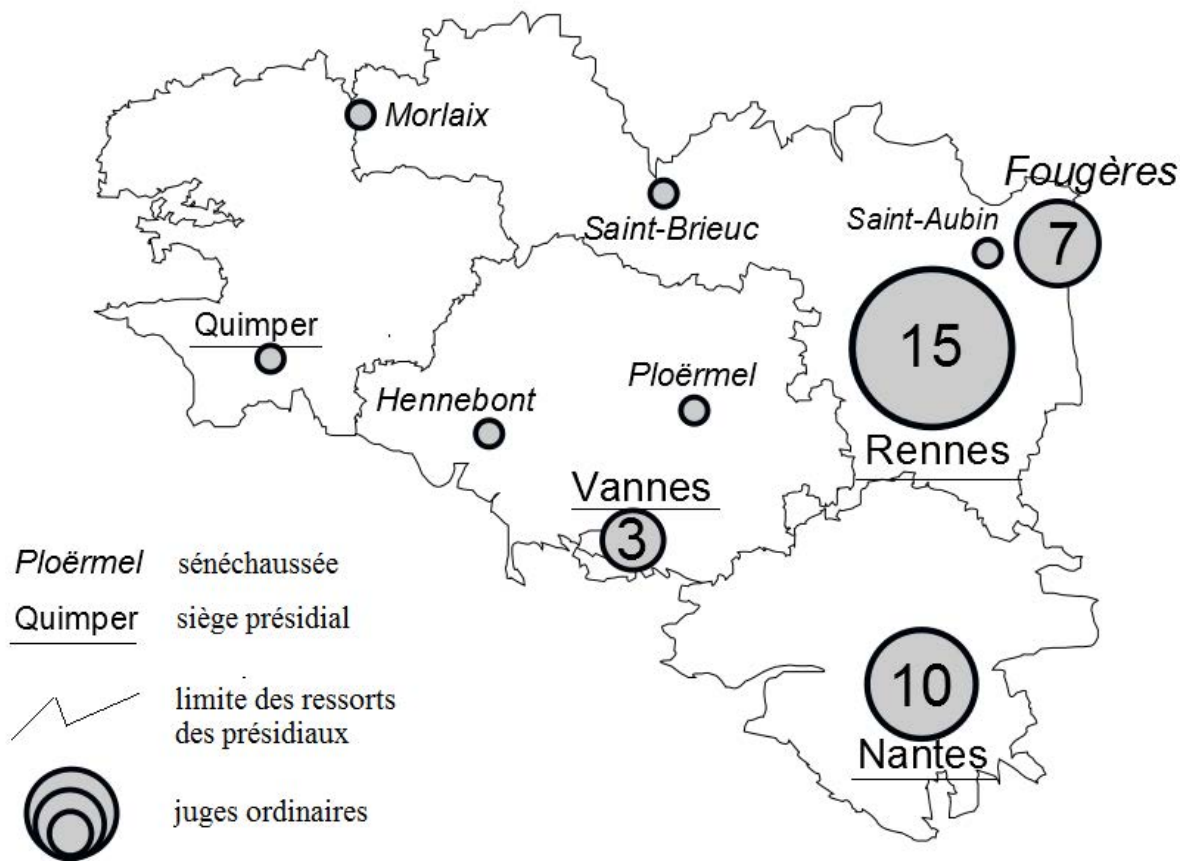 Morlaix
Fougères
Saint-Aubin
Saint-Brieuc
7
Quimper
15
Ploërmel
Hennebont
Rennes
Vannes
3
Ploërmel sénéchaussée
Quimper siège présidial
limite des ressorts
des présidiaux
10
Nantes
juges ordinaires